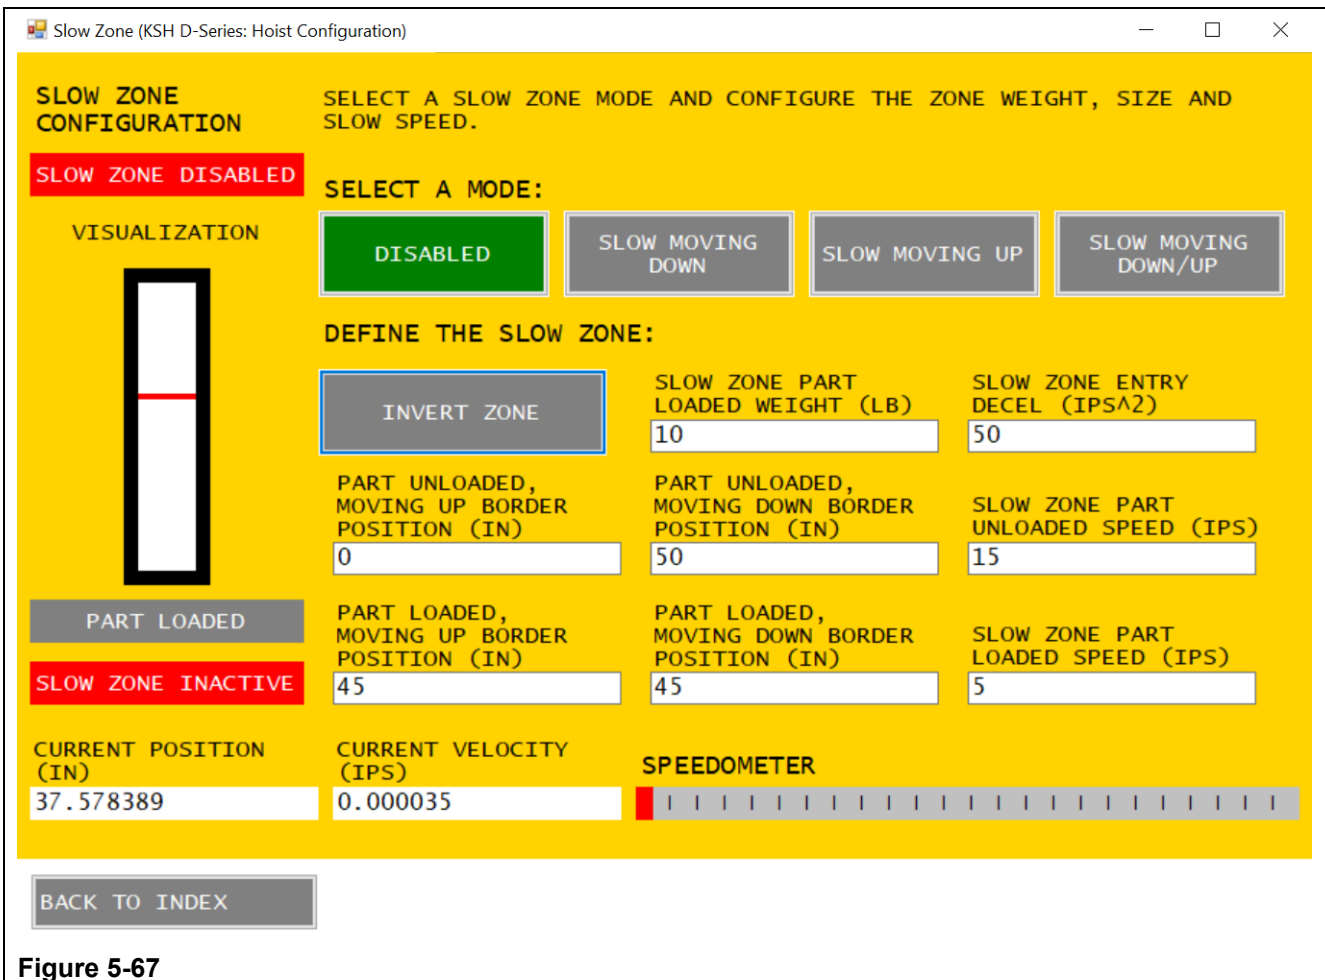 Slow Zone (KSH D-Series: Hoist Configuration)
SLOW ZONE
CONFIGURATION
SELECT A SLOW ZONE MODE AND CONFIGURE THE ZONE WEIGHT, SIZE AND
SLOW SPEED.
SLOW ZONE DISABLED
SELECT A MODE:
VISUALIZATION
DISABLED
SLOW MOVING
DOWN
SLOW MOVING UP
SLOW MOVING
DOWN/UP
DEFINE THE SLOW ZONE:
INVERT ZONE
SLOW ZONE PART
LOADED WEIGHT (LB)
10
SLOW ZONE ENTRY
DECEL (IPS^2)
50
PART UNLOADED,
MOVING UP BORDER
POSITION (IN)
0
PART UNLOADED,
MOVING DOWN BORDER
POSITION (IN)
50
SLOW ZONE PART
UNLOADED SPEED (IPS)
15
PART LOADED
SLOW ZONE INACTIVE
PART LOADED,
MOVING UP BORDER
POSITION (IN)
45
PART LOADED,
MOVING DOWN BORDER
POSITION (IN)
45
SLOW ZONE PART
LOADED SPEED (IPS)
5
CURRENT POSITION
(IN)
37.578389
CURRENT VELOCITY
(IPS)
0.000035
SPEEDOMETER
BACK TO INDEX
Figure 5-67